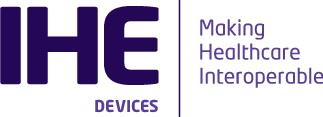 IHE
DEVICES
Making
Healthcare
Interoperable